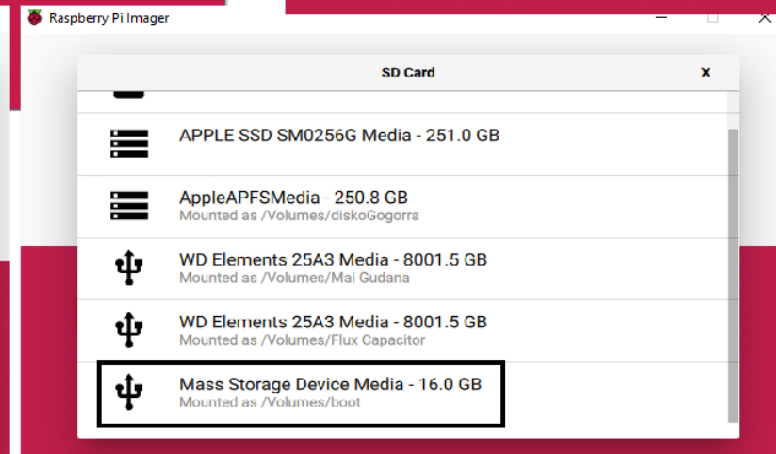 Raspberry Pi Imager
SD Card
X
APPLE SSD SM0256G Media - 251.0 GB
AppleAPFSMedia - 250.8 GB
Mounted as /Volumes/diskoGogorra
WD Elements 25A3 Media - 8001.5 GB
Mounted as /Volumes/Mai Gudana
WD Elements 25A3 Media - 8001.5 GB
Mounted as /Volumes/Flux Capacitor
Mass Storage Device Media - 16.0 GB
Mounted as /Volumes/boot